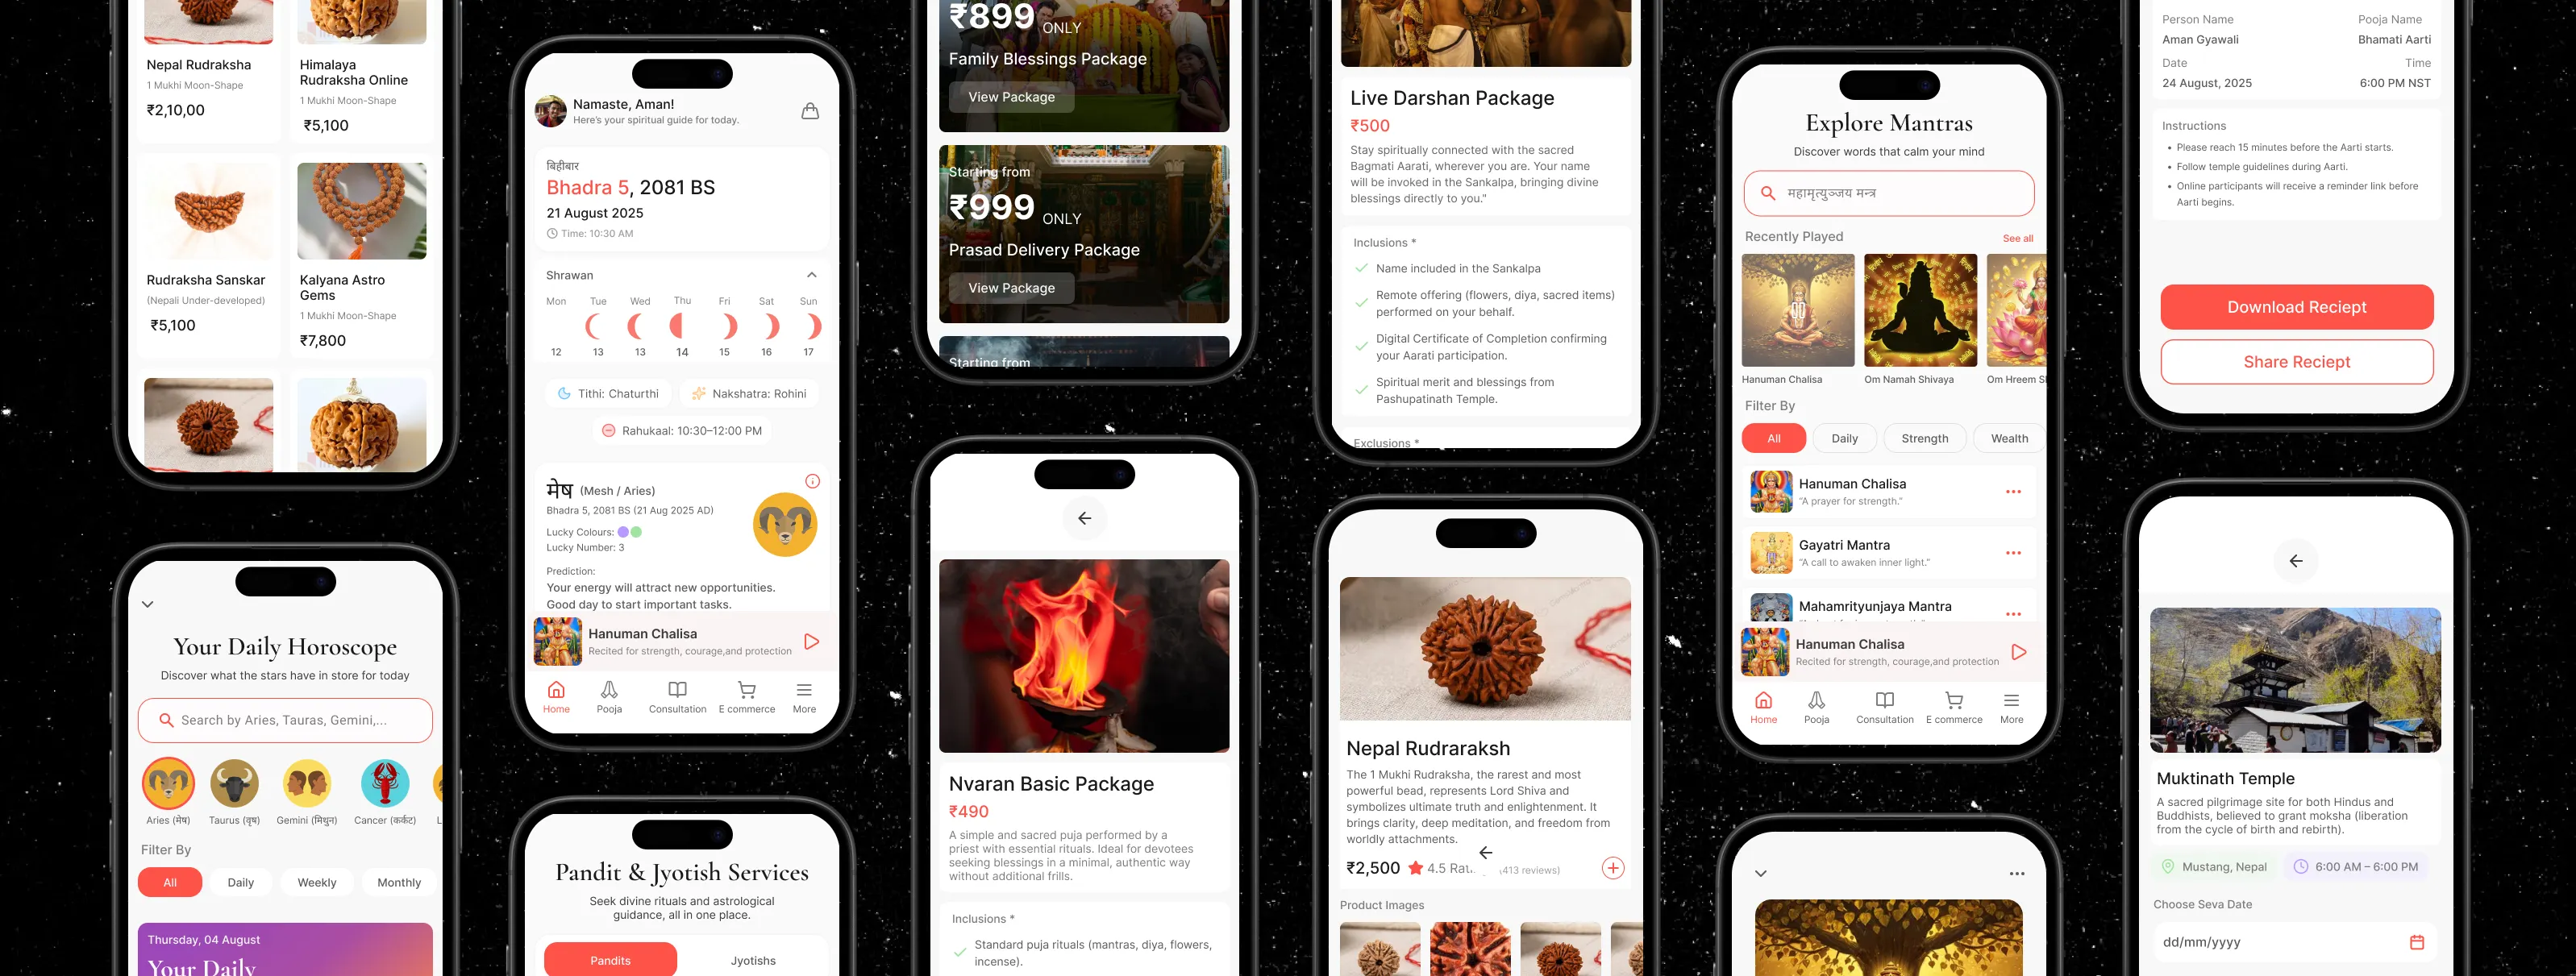 Nepal Rudraksha
1 Mukhi Moon-Shape
₹2,10,00
Himalaya
Rudraksha Online
1 Mukhi Moon-Shape
₹5,100
Rudraksha Sanskar
(Nepali Under-developed)
₹5,100
Kalyana Astro
Gems
1 Mukhi Moon-Shape
₹7,800
Your Daily Horoscope
Discover what the stars have in store for today
Search by Aries, Tauras, Gemini,...
Aries (मेष)
Taurus (वृष)
Gemini (मिथुन)
Cancer (कर्कट)
L
Filter By
All
Daily
Weekly
Monthly
Thursday, 04 August
Your Daily
Namaste, Aman!
Here's your spiritual guide for today.
बिहीबार
Bhadra 5, 2081 BS
21 August 2025
Time: 10:30 AM
Shrawan
Mon Tue Wed Thu Fri Sat Sun
12 13 13 14 15 16 17
Tithi: Chaturthi
Nakshatra: Rohini
Rahukaal: 10:30–12:00 PM
मेष (Mesh / Aries)
Bhadra 5, 2081 BS (21 Aug 2025 AD)
Lucky Colours:
Lucky Number: 3
Prediction:
Your energy will attract new opportunities.
Good day to start important tasks.
Hanuman Chalisa
Recited for strength, courage,and protection
Home
Pooja
Consultation
E commerce
More
Pandit & Jyotish Services
Seek divine rituals and astrological
guidance, all in one place.
Pandits
Jyotishs
₹899 ONLY
Family Blessings Package
View Package
Starting from
₹999 ONLY
Prasad Delivery Package
View Package
Starting from
Nvaran Basic Package
₹490
A simple and sacred puja performed by a
priest with essential rituals. Ideal for devotees
seeking blessings in a minimal, authentic way
without additional frills.
Inclusions *
Standard puja rituals (mantras, diya, flowers,
incense).
Live Darshan Package
₹500
Stay spiritually connected with the sacred
Bagmati Aarati, wherever you are. Your name
will be invoked in the Sankalpa, bringing divine
blessings directly to you."
Inclusions *
Name included in the Sankalpa
Remote offering (flowers, diya, sacred items)
performed on your behalf.
Digital Certificate of Completion confirming
your Aarati participation.
Spiritual merit and blessings from
Pashupatinath Temple.
Exclusions *
Nepal Rudraraksh
The 1 Mukhi Rudraksha, the rarest and most
powerful bead, represents Lord Shiva and
symbolizes ultimate truth and enlightenment. It
brings clarity, deep meditation, and freedom from
worldly attachments.
₹2,500
4.5 Rat
413 reviews)
Product Images
Explore Mantras
Discover words that calm your mind
महामृत्युञ्जय मन्त्र
Recently Played
See all
Hanuman Chalisa
Om Namah Shivaya
Om Hreem S
Filter By
All
Daily
Strength
Wealth
Hanuman Chalisa
"A prayer for strength."
Gayatri Mantra
"A call to awaken inner light."
Mahamrityunjaya Mantra
Hanuman Chalisa
Recited for strength, courage,and protection
Home
Pooja
Consultation
E commerce
More
Person Name
Pooja Name
Aman Gyawali
Bhamati Aarti
Date
Time
24 August, 2025
6:00 PM NST
Instructions
• Please reach 15 minutes before the Aarti starts.
• Follow temple guidelines during Aarti.
• Online participants will receive a reminder link before
Aarti begins.
Download Reciept
Share Reciept
Muktinath Temple
A sacred pilgrimage site for both Hindus and
Buddhists, believed to grant moksha (liberation
from the cycle of birth and rebirth).
Mustang, Nepal
6:00 AM – 6:00 PM
Choose Seva Date
dd/mm/yyyy